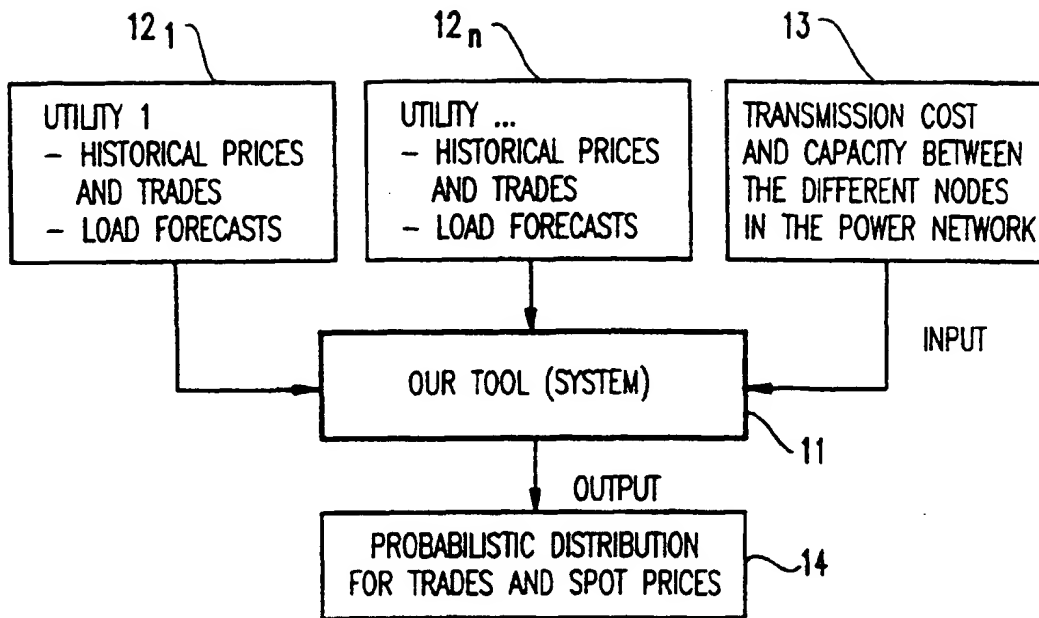 12 1
12 n
13
UTILITY 1
- HISTORICAL PRICES
AND TRADES
- LOAD FORECASTS
UTILITY ...
- HISTORICAL PRICES
AND TRADES
- LOAD FORECASTS
TRANSMISSION COST
AND CAPACITY BETWEEN
THE DIFFERENT NODES
IN THE POWER NETWORK
INPUT
OUR TOOL (SYSTEM)
11
OUTPUT
PROBABILISTIC DISTRIBUTION
FOR TRADES AND SPOT PRICES
14